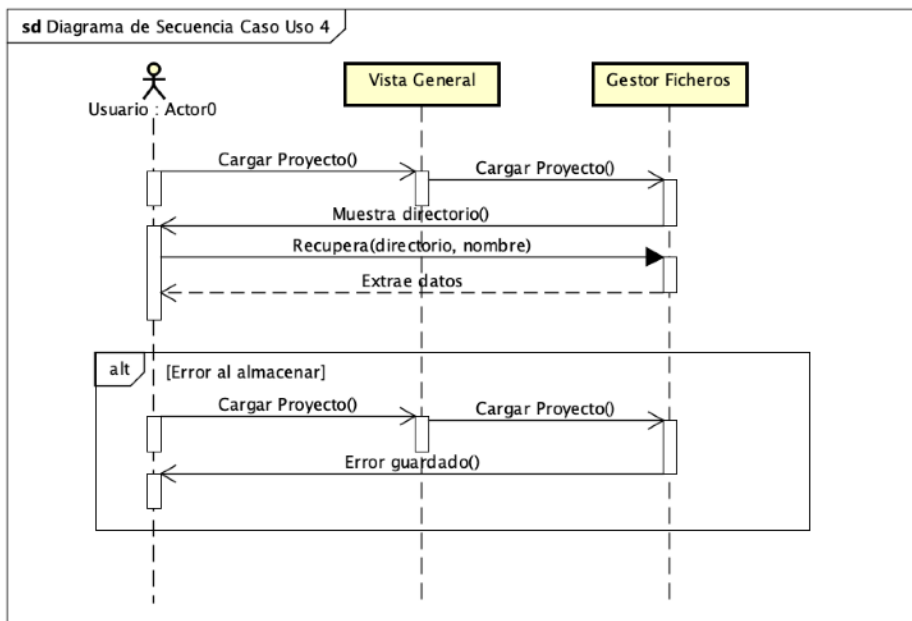 sd Diagrama de Secuencia Caso Uso 4
Usuario : Actor0
Vista General
Gestor Ficheros
Cargar Proyecto()
Cargar Proyecto()
Muestra directorio()
Recupera(directorio, nombre)
Extrae datos
alt
[Error al almacenar]
Cargar Proyecto()
Cargar Proyecto()
Error guardado()